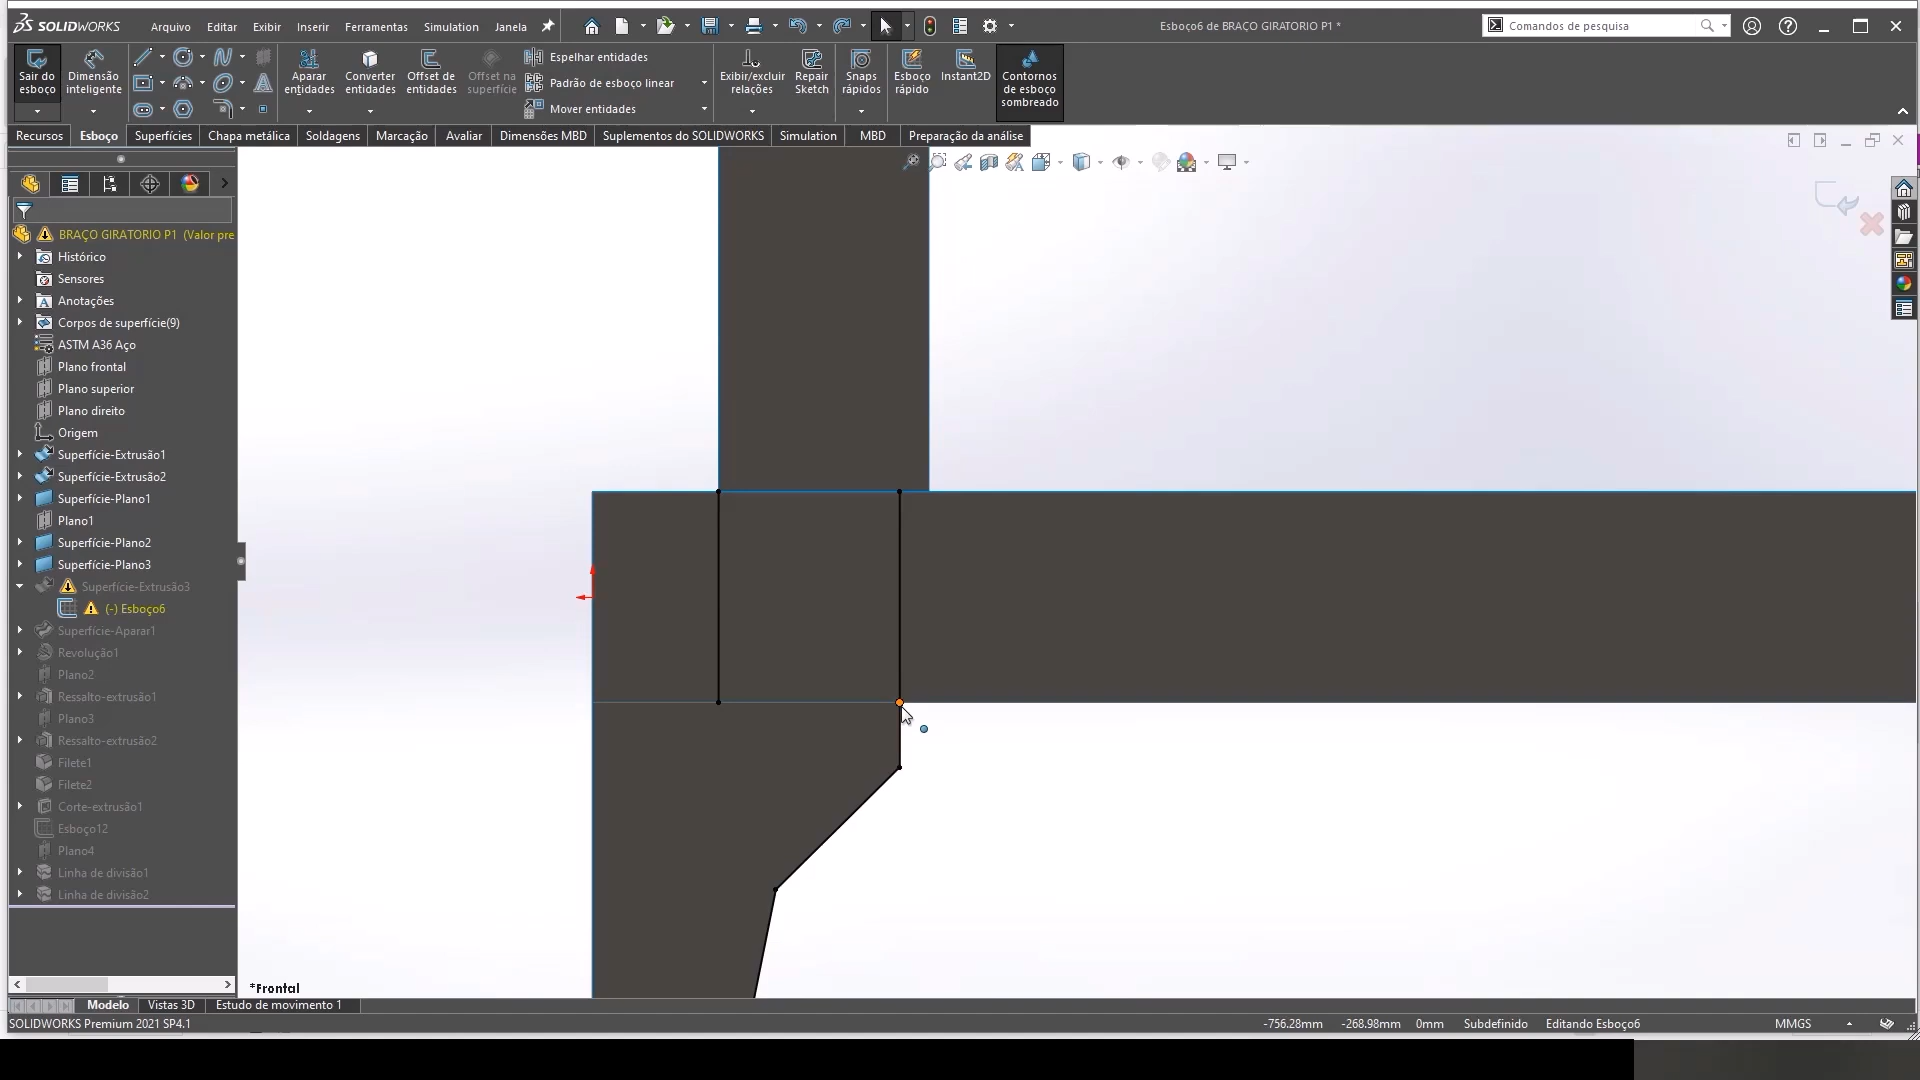 SOLIDWORKS Arquivo Editar Exibir Inserir Ferramentas Simulation Janela Esboço6 de BRAÇO GIRATORIO P1 * Comandos de pesquisa
Sair do esboço
Dimensão inteligente
Aparar entidades
Converter entidades
Offset de entidades
Offset na superfície
Espelhar entidades
Padrão de esboço linear
Mover entidades
Exibir/excluir relações
Repair Sketch
Snaps rápidos
Esboço rápido
Instant2D
Contornos de esboço sombreado
Recursos Esboço Superfícies Chapa metálica Soldagens Marcação Avaliar Dimensões MBD Suplementos do SOLIDWORKS Simulation MBD Preparação da análise
BRAÇO GIRATORIO P1 (Valor pre
Histórico
Sensores
Anotações
Corpos de superfície(9)
ASTM A36 Aço
Plano frontal
Plano superior
Plano direito
Origem
Superfície-Extrusão1
Superfície-Extrusão2
Superfície-Plano1
Plano1
Superfície-Plano2
Superfície-Plano3
Superfície-Extrusão3
(-) Esboço6
Superfície-Aparar1
Revolução1
Plano2
Ressalto-extrusão1
Plano3
Ressalto-extrusão2
Filete1
Filete2
Corte-extrusão1
Esboço12
Plano4
Linha de divisão1
Linha de divisão2
*Frontal
Modelo Vistas 3D Estudo de movimento 1
SOLIDWORKS Premium 2021 SP4.1 -756.28mm -268.98mm 0mm Subdefinido Editando Esboço6 MMGS